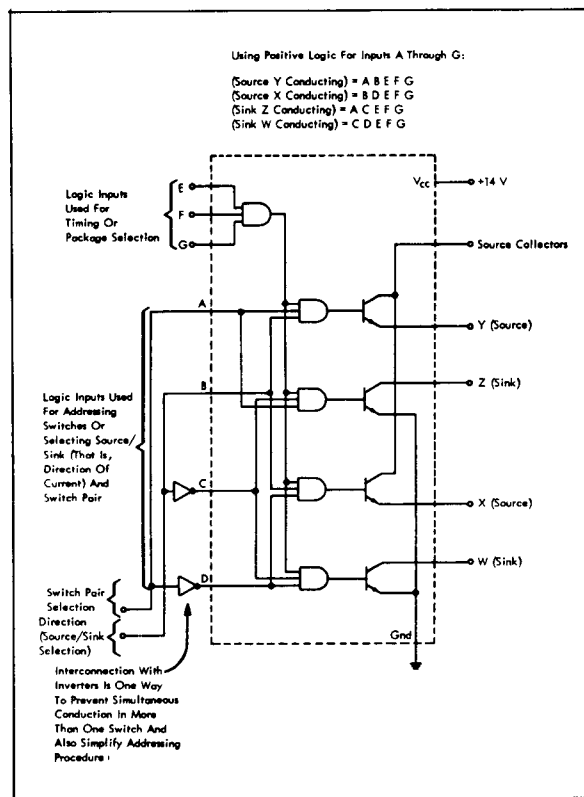 Using Positive Logic For Inputs A Through G:
(Source Y Conducting) = A B E F G
(Source X Conducting) = B D E F G
(Sink Z Conducting) = A C E F G
(Sink W Conducting) = C D E F G
Logic Inputs
Used For
Timing Or
Package Selection
E
F
G
VCC
+14 V
Source Collectors
A
Y (Source)
B
Z (Sink)
Logic Inputs Used
For Addressing
Switches Or
Selecting Source/
Sink (That Is,
Direction Of
Current) And
Switch Pair
C
X (Source)
D
W (Sink)
Switch Pair
Selection
Direction
(Source/Sink
Selection)
Gnd
Interconnection With
Inverters Is One Way
To Prevent Simultaneous
Conduction In More
Than One Switch And
Also Simplify Addressing
Procedure